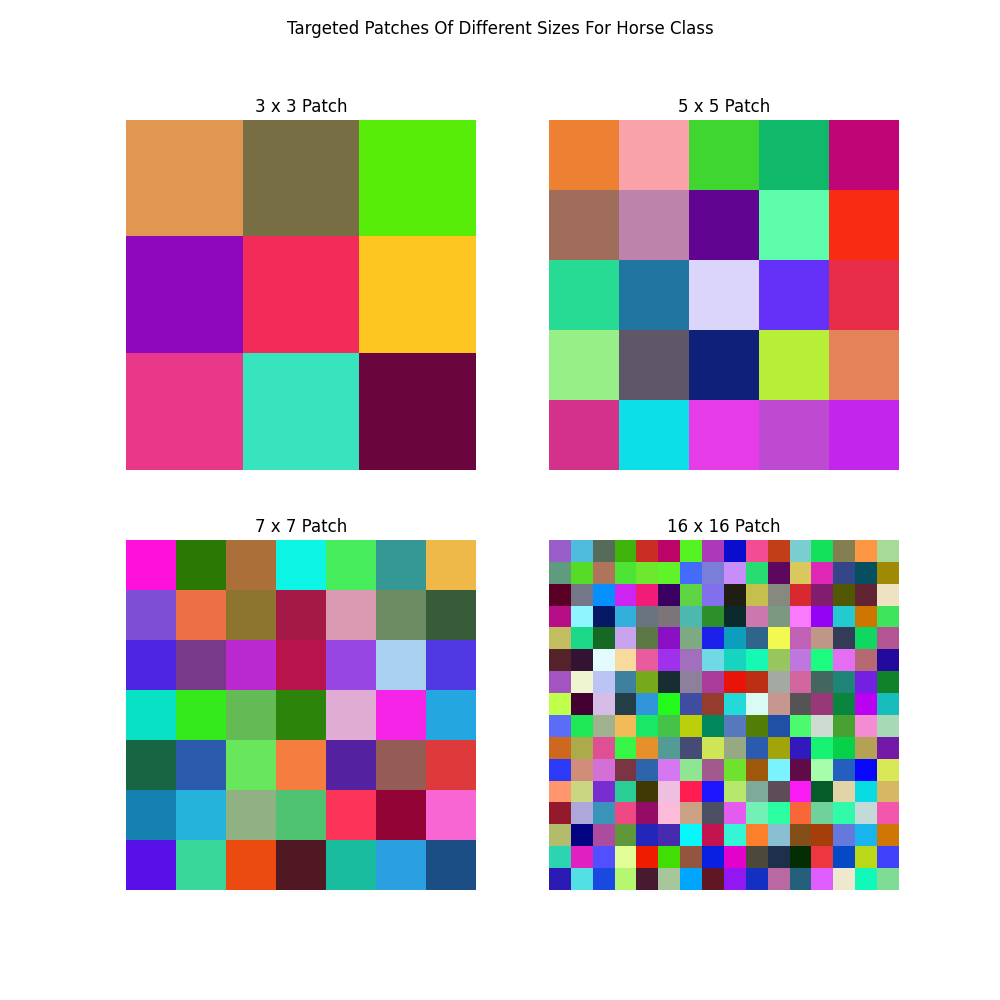 Targeted Patches Of Different Sizes For Horse Class
3 x 3 Patch
5 x 5 Patch
7 x 7 Patch
16 x 16 Patch